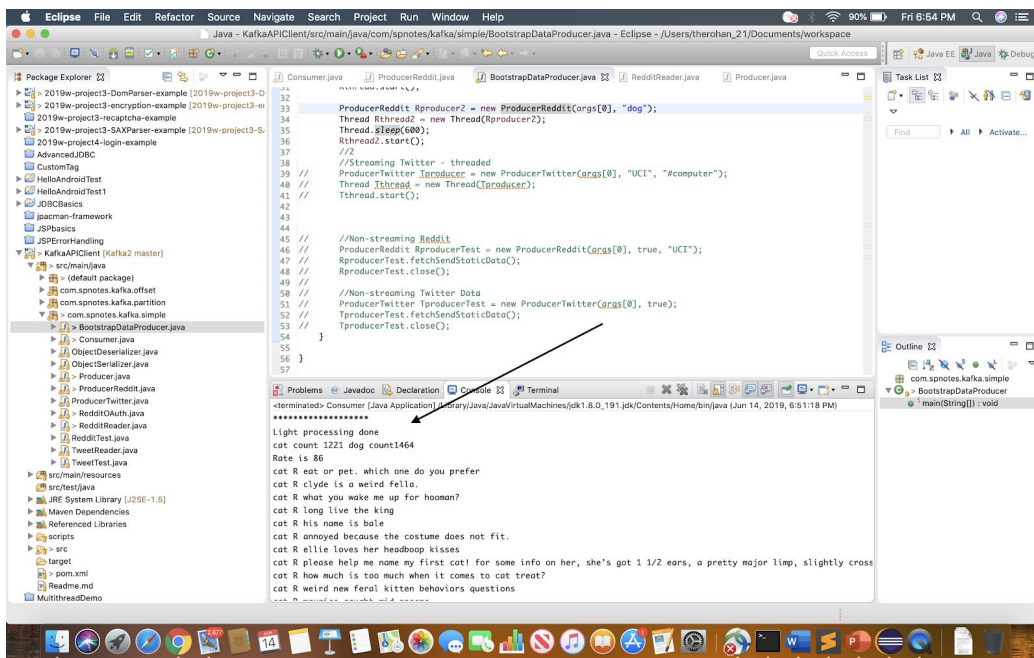 Eclipse File Edit Refactor Source Navigate Search Project Run Window Help 90% Fri 6:54 PM
Java - KafkaAPIClient/src/main/java/com/spnotes/kafka/simple/BootstrapDataProducer.java - Eclipse - /Users/therohan_21/Documents/workspace
Quick Access Java EE Java Debug
Package Explorer
> 2019w-project3-DomParser-example [2019w-project3-D
> 2019w-project3-encryption-example [2019w-project3-e
2019w-project3-recaptcha-example
> 2019w-project3-SAXParser-example [2019w-project3-S
2019w-project4-login-example
AdvancedJDBC
CustomTag
HelloAndroidTest
HelloAndroidTest1
JDBCBasics
jpacman-framework
JSPbasics
JSPErrorHandling
> KafkaAPIClient [Kafka2 master]
> src/main/java
> (default package)
com.spnotes.kafka.offset
com.spnotes.kafka.partition
> com.spnotes.kafka.simple
> BootstrapDataProducer.java
> Consumer.java
ObjectDeserializer.java
ObjectSerializer.java
> Producer.java
> ProducerReddit.java
ProducerTwitter.java
> RedditOAuth.java
> RedditReader.java
RedditTest.java
TweetReader.java
TweetTest.java
src/main/resources
src/test/java
JRE System Library [J2SE-1.5]
Maven Dependencies
Referenced Libraries
scripts
> src
target
> pom.xml
Readme.md
MultithreadDemo
Consumer.java ProducerReddit.java BootstrapDataProducer.java RedditReader.java Producer.java
32
33 ProducerReddit Rproducer2 = new ProducerReddit(args[0], "dog");
34 Thread Rthread2 = new Thread(Rproducer2);
35 Thread.sleep(600);
36 Rthread2.start();
37 //2
38 //Streaming Twitter - threaded
39 // ProducerTwitter Tproducer = new ProducerTwitter(args[0], "UCI", "#computer");
40 // Thread Tthread = new Thread(Tproducer);
41 // Tthread.start();
42
43
44
45 // //Non-streaming Reddit
46 // ProducerReddit RproducerTest = new ProducerReddit(args[0], true, "UCI");
47 // RproducerTest.fetchSendStaticData();
48 // RproducerTest.close();
49 //
50 // //Non-streaming Twitter Data
51 // ProducerTwitter TproducerTest = new ProducerTwitter(args[0], true);
52 // TproducerTest.fetchSendStaticData();
53 // TproducerTest.close();
54 }
55
56 }
57
Problems Javadoc Declaration Console Terminal
<terminated> Consumer [Java Application] /Library/Java/JavaVirtualMachines/jdk1.8.0_191.jdk/Contents/Home/bin/java (Jun 14, 2019, 6:51:18 PM)
*******************
Light processing done
cat count 1221 dog count1464
Rate is 86
cat R eat or pet. which one do you prefer
cat R clyde is a weird fella.
cat R what you wake me up for hooman?
cat R long live the king
cat R his name is bale
cat R annoyed because the costume does not fit.
cat R ellie loves her headboop kisses
cat R please help me name my first cat! for some info on her, she's got 1 1/2 ears, a pretty major limp, slightly cross
cat R how much is too much when it comes to cat treat?
cat R weird new feral kitten behaviors questions
Task List
Find All Activate...
Outline
com.spnotes.kafka.simple
> BootstrapDataProducer
main(String[]) : void
14